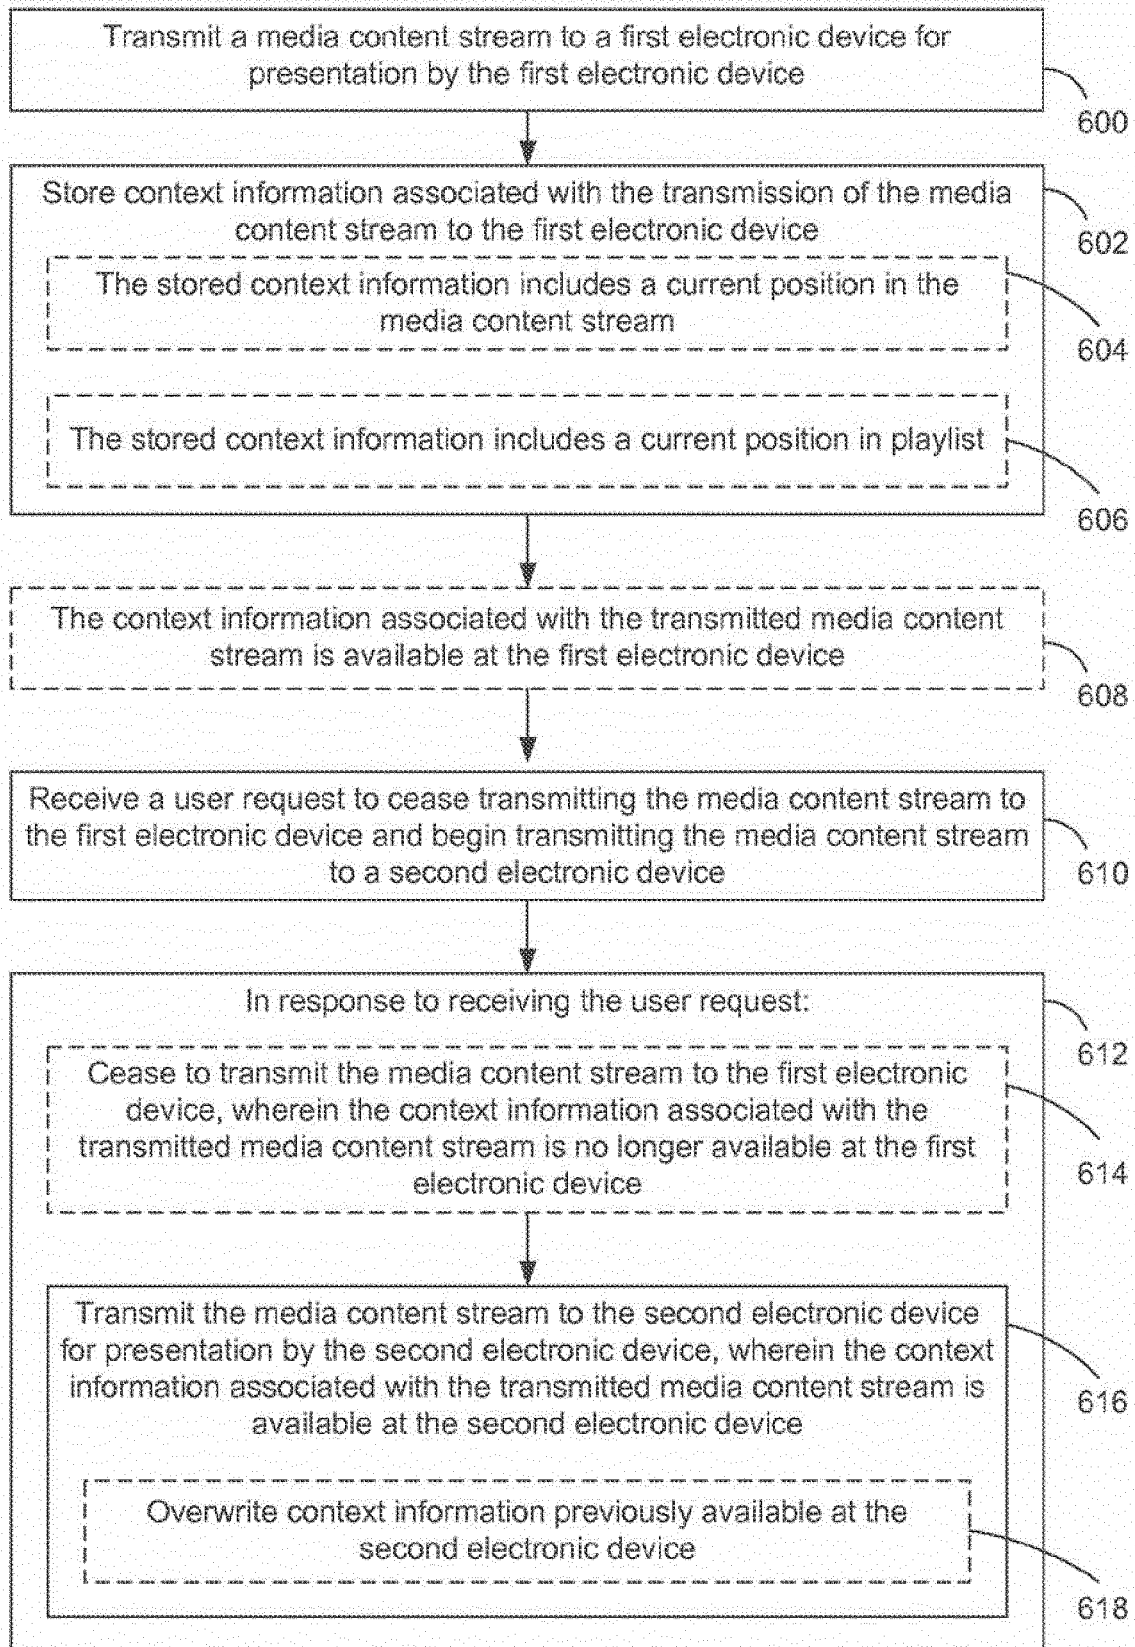 Transmit a media content stream to a first electronic device for
presentation by the first electronic device
600
Store context information associated with the transmission of the media
content stream to the first electronic device
602
The stored context information includes a current position in the
media content stream
604
The stored context information includes a current position in playlist
606
The context information associated with the transmitted media content
stream is available at the first electronic device
608
Receive a user request to cease transmitting the media content stream to
the first electronic device and begin transmitting the media content stream
to a second electronic device
610
In response to receiving the user request:
612
Cease to transmit the media content stream to the first electronic
device, wherein the context information associated with the
transmitted media content stream is no longer available at the first
electronic device
614
Transmit the media content stream to the second electronic device
for presentation by the second electronic device, wherein the context
information associated with the transmitted media content stream is
available at the second electronic device
616
Overwrite context information previously available at the
second electronic device
618